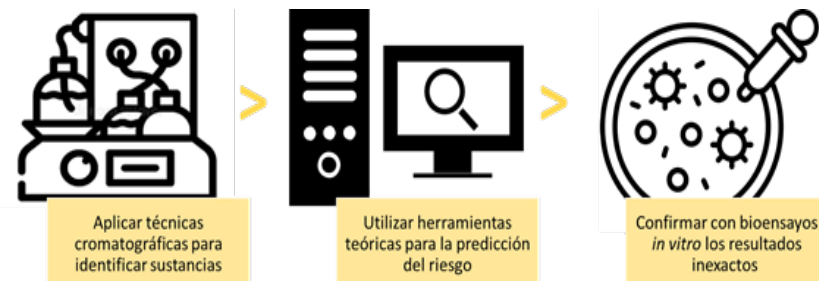 Aplicar técnicas
cromatográficas para
identificar sustancias
Utilizar herramientas
teóricas para la predicción
del riesgo
Confirmar con bioensayos
in vitro los resultados
inexactos